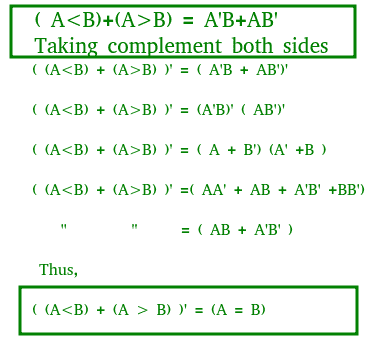 ( A<B)+(A>B) = A'B+AB'
Taking complement both sides
( (A<B) + (A>B) )' = ( A'B + AB')'
( (A<B) + (A>B) )' = (A'B)' ( AB')'
( (A<B) + (A>B) )' = ( A + B') (A' +B )
( (A<B) + (A>B) )' =( AA' + AB + A'B' +BB')
" " = ( AB + A'B' )
Thus,
( (A<B) + (A > B) )' = (A = B)